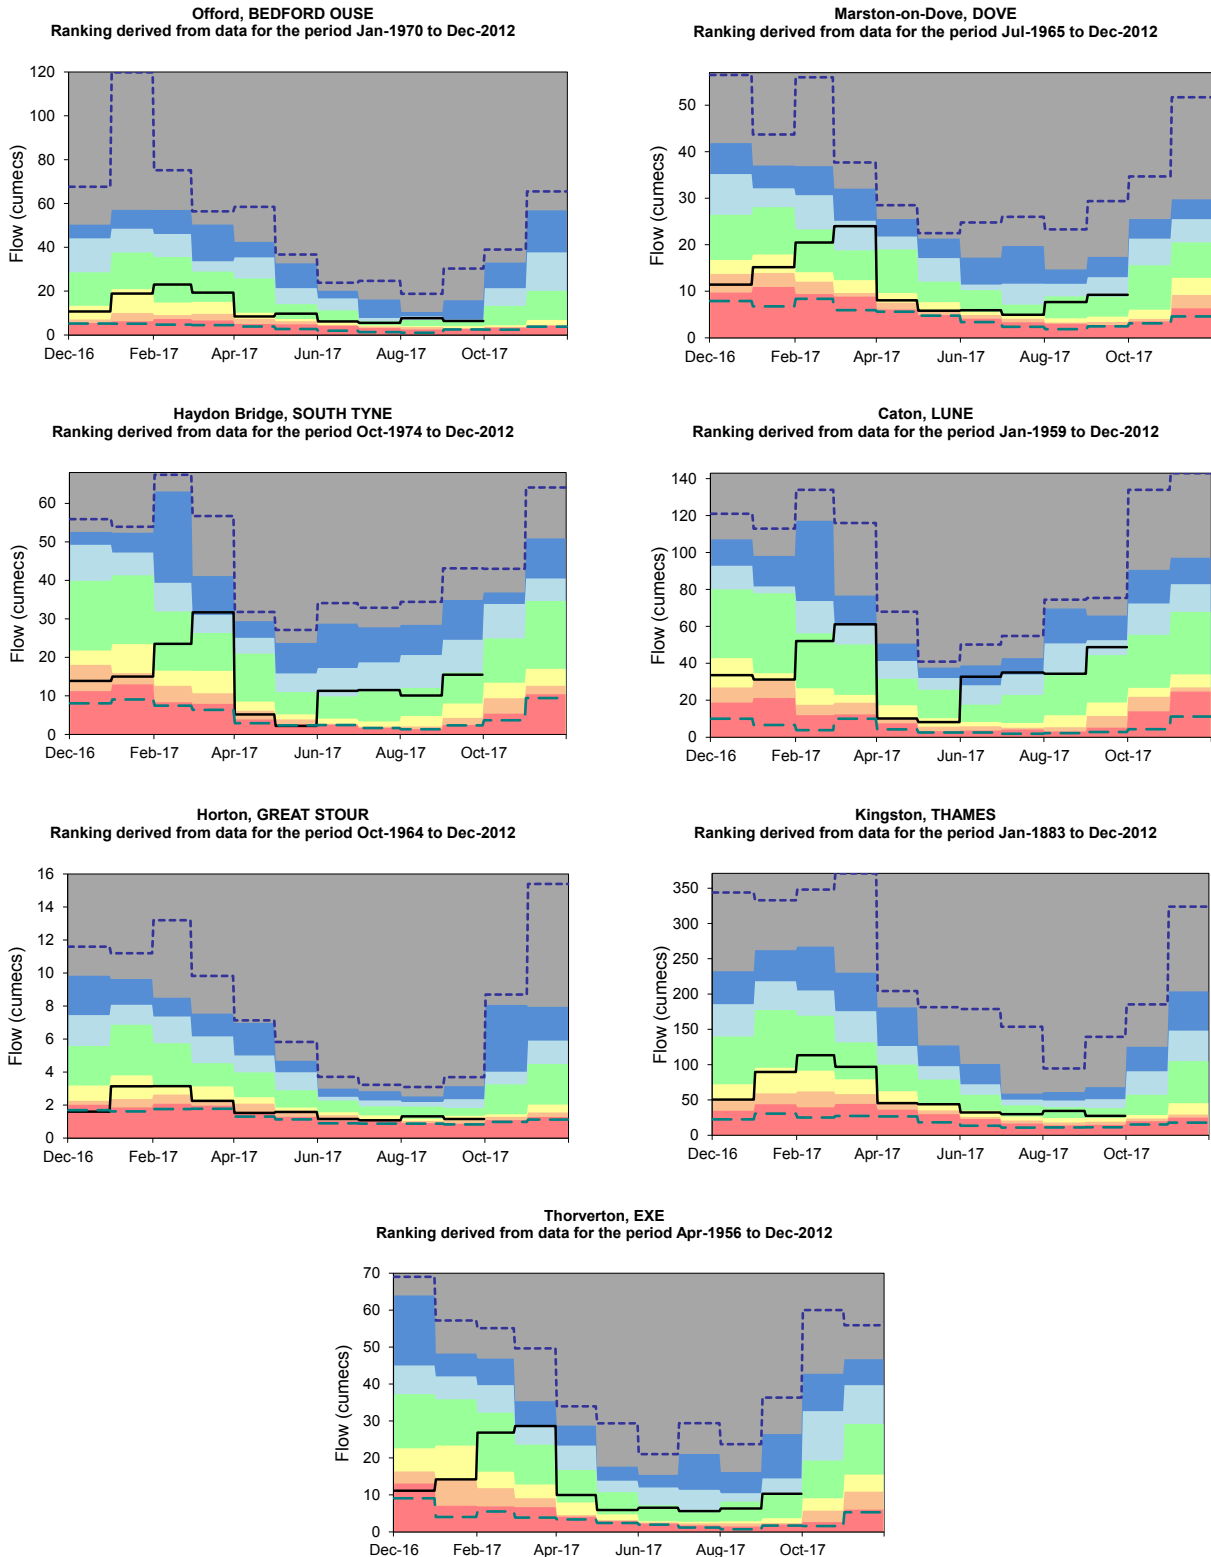 Offord, BEDFORD OUSE
Ranking derived from data for the period Jan-1970 to Dec-2012
120
100
80
60
40
20
0
Flow (cumecs)
Dec-16 Feb-17 Apr-17 Jun-17 Aug-17 Oct-17
Marston-on-Dove, DOVE
Ranking derived from data for the period Jul-1965 to Dec-2012
50
40
30
20
10
0
Flow (cumecs)
Dec-16 Feb-17 Apr-17 Jun-17 Aug-17 Oct-17
Haydon Bridge, SOUTH TYNE
Ranking derived from data for the period Oct-1974 to Dec-2012
60
50
40
30
20
10
0
Flow (cumecs)
Dec-16 Feb-17 Apr-17 Jun-17 Aug-17 Oct-17
Caton, LUNE
Ranking derived from data for the period Jan-1959 to Dec-2012
140
120
100
80
60
40
20
0
Flow (cumecs)
Dec-16 Feb-17 Apr-17 Jun-17 Aug-17 Oct-17
Horton, GREAT STOUR
Ranking derived from data for the period Oct-1964 to Dec-2012
16
14
12
10
8
6
4
2
0
Flow (cumecs)
Dec-16 Feb-17 Apr-17 Jun-17 Aug-17 Oct-17
Kingston, THAMES
Ranking derived from data for the period Jan-1883 to Dec-2012
350
300
250
200
150
100
50
0
Flow (cumecs)
Dec-16 Feb-17 Apr-17 Jun-17 Aug-17 Oct-17
Thorverton, EXE
Ranking derived from data for the period Apr-1956 to Dec-2012
70
60
50
40
30
20
10
0
Flow (cumecs)
Dec-16 Feb-17 Apr-17 Jun-17 Aug-17 Oct-17